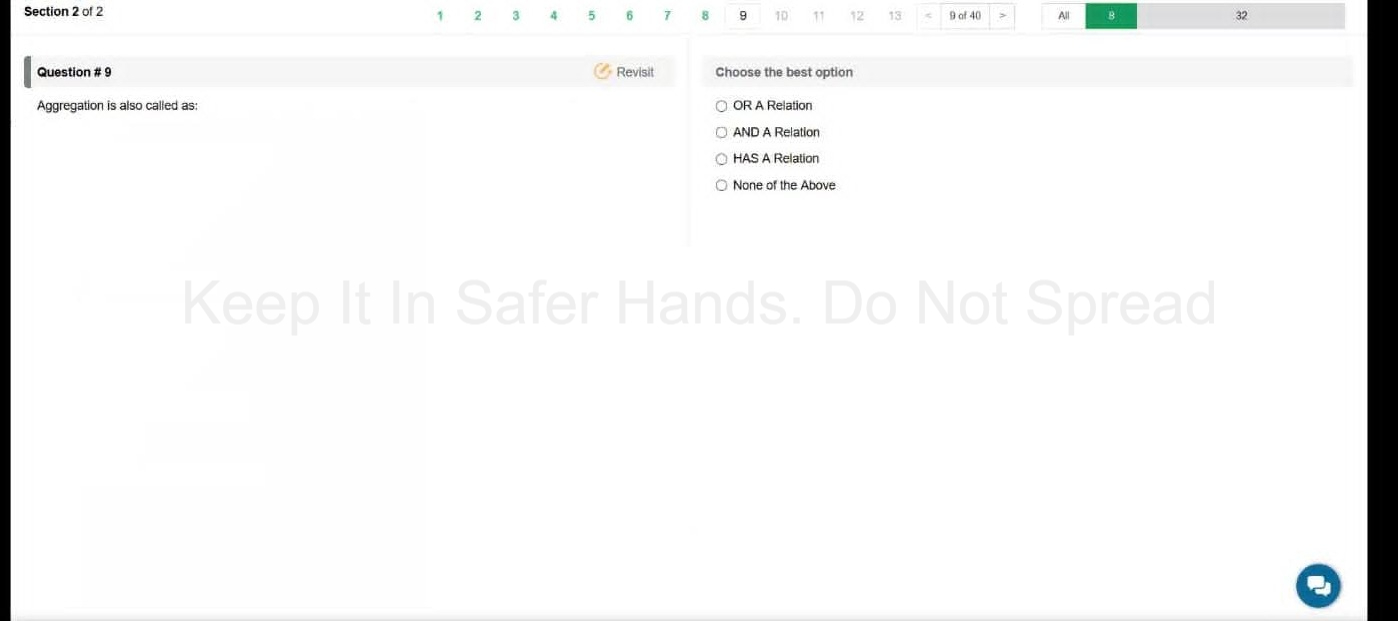 Section 2 of 2
1 2 3 4 5 6 7 8 9 10 11 12 13 < 9 of 40 > All 8 32
Question # 9
Revisit
Aggregation is also called as:
Choose the best option
OR A Relation
AND A Relation
HAS A Relation
None of the Above
Keep It In Safer Hands. Do Not Spread